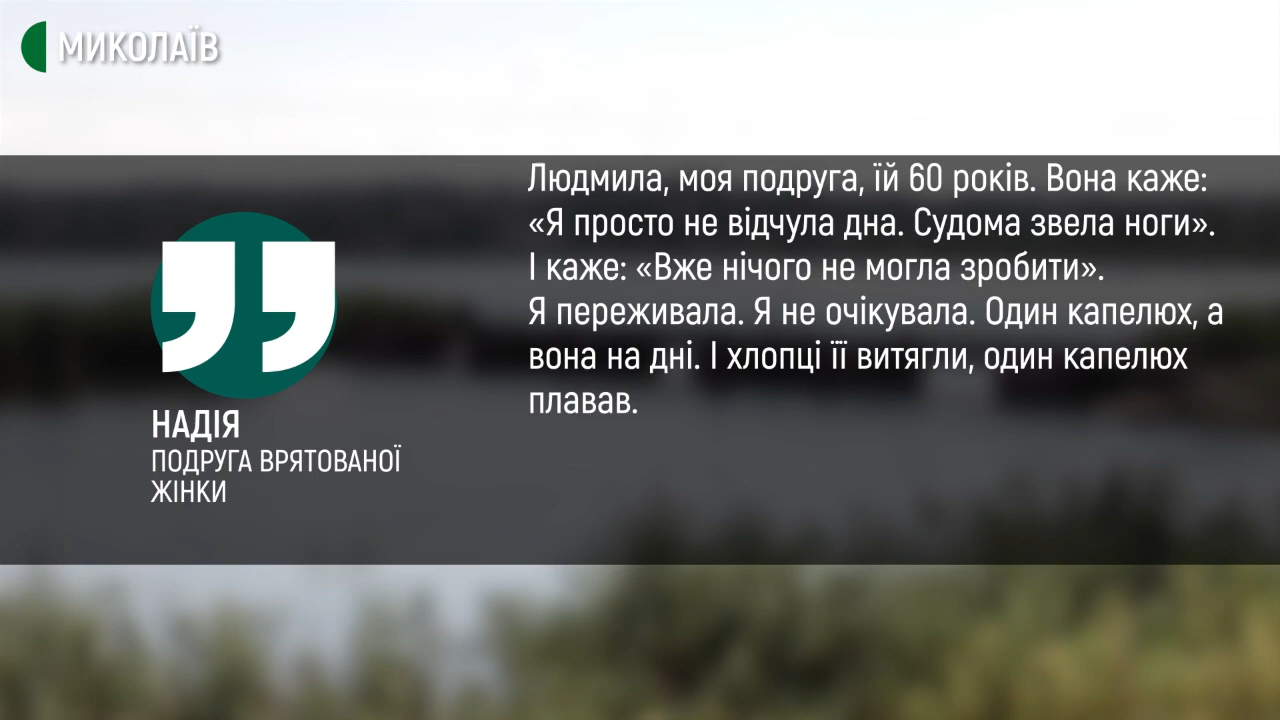 МИКОЛАЇВ
Людмила, моя подруга, їй 60 років. Вона каже:
«Я просто не відчула дна. Судома звела ноги».
І каже: «Вже нічого не могла зробити».
Я переживала. Я не очікувала. Один капелюх, а
вона на дні. І хлопці її витягли, один капелюх
плавав.
НАДІЯ
ПОДРУГА ВРЯТОВАНОЇ
ЖІНКИ